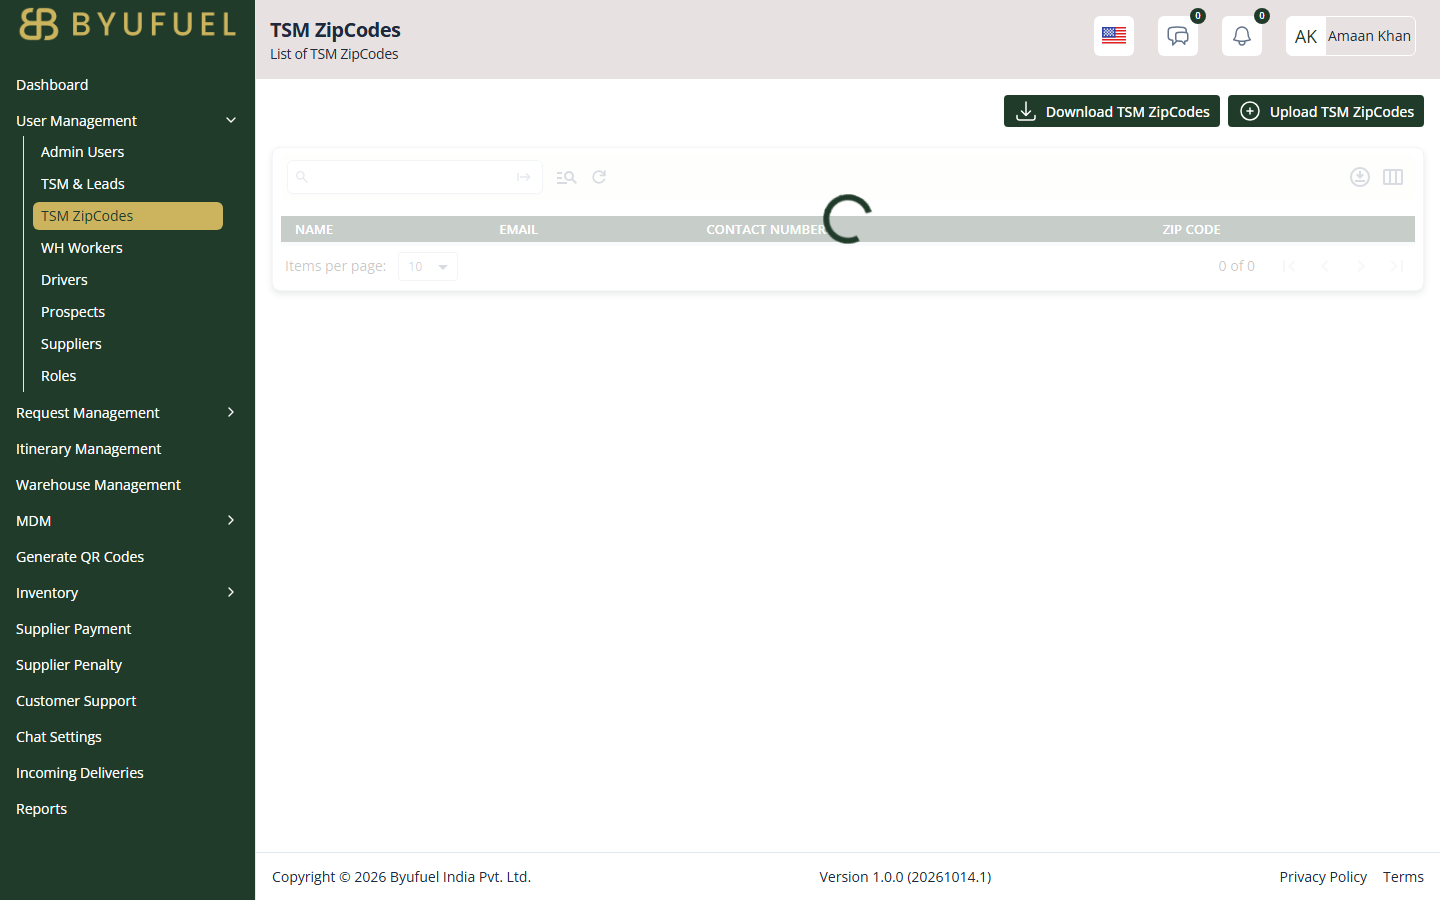 BYUFUEL
Dashboard
User Management
Admin Users
TSM & Leads
TSM ZipCodes
WH Workers
Drivers
Prospects
Suppliers
Roles
Request Management
Itinerary Management
Warehouse Management
MDM
Generate QR Codes
Inventory
Supplier Payment
Supplier Penalty
Customer Support
Chat Settings
Incoming Deliveries
Reports
TSM ZipCodes
List of TSM ZipCodes
0
0
AK Amaan Khan
Download TSM ZipCodes
Upload TSM ZipCodes
NAME EMAIL CONTACT NUMBER ZIP CODE
Items per page: 10 0 of 0
Copyright © 2026 Byufuel India Pvt. Ltd. Version 1.0.0 (20261014.1) Privacy Policy Terms